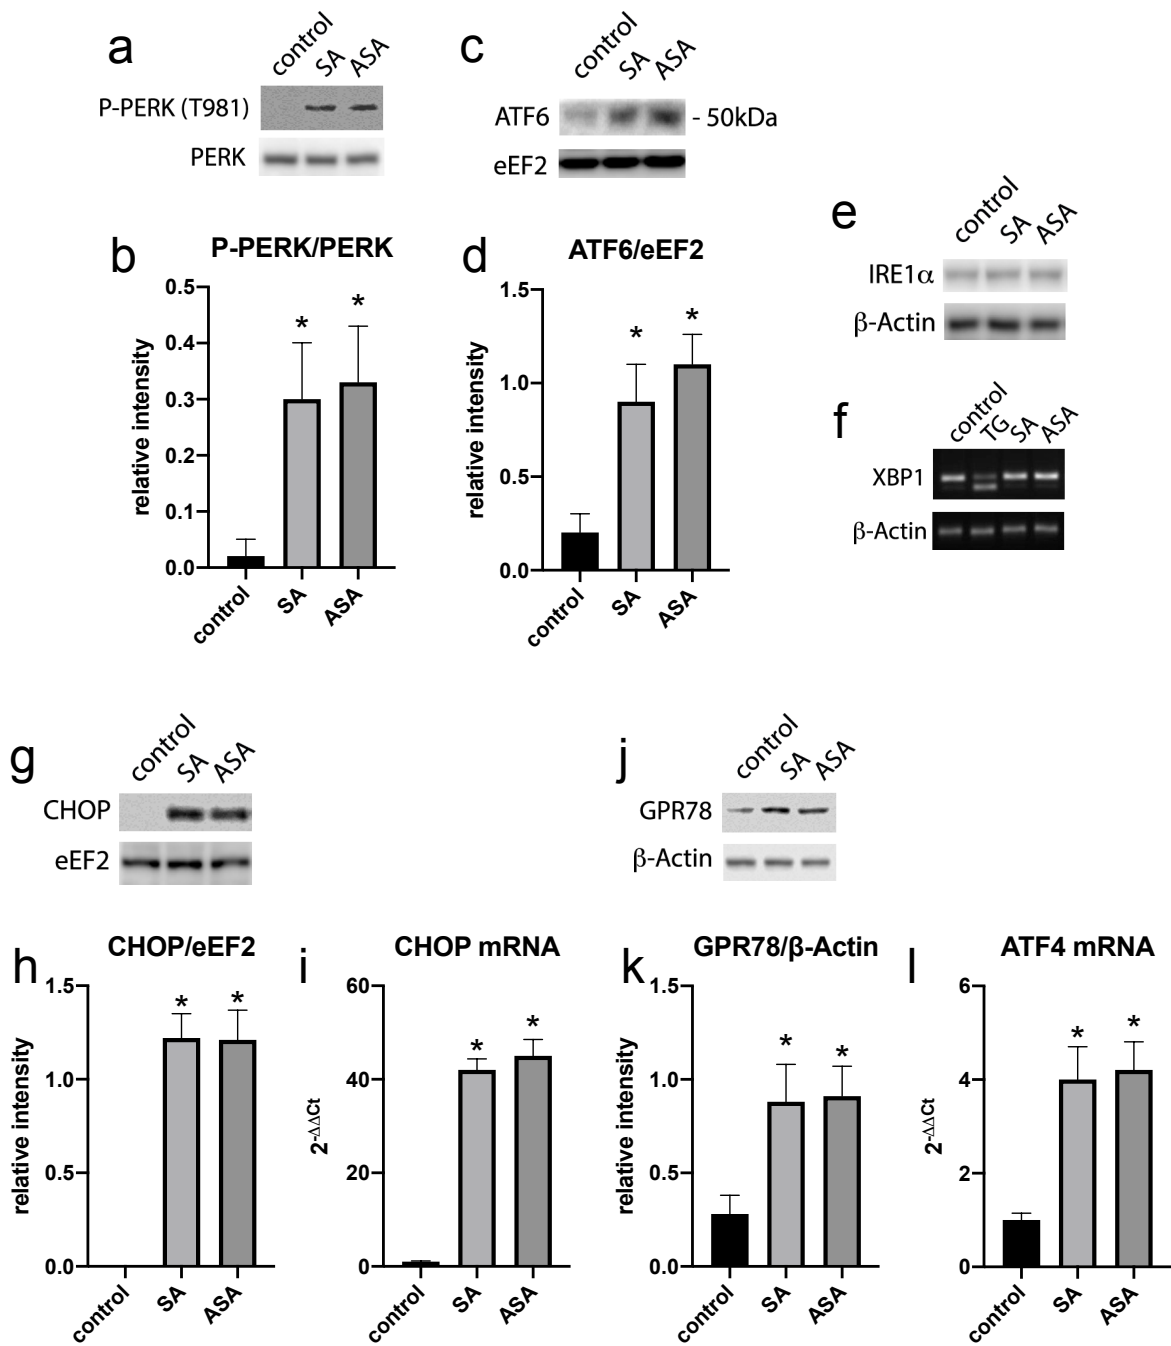 a
control
SA
ASA
P-PERK (T981)
PERK
c
control
SA
ASA
ATF6
- 50kDa
eEF2
b
P-PERK/PERK
relative intensity
0.5
0.4
0.3
0.2
0.1
0.0
*
*
control
SA
ASA
d
ATF6/eEF2
relative intensity
1.5
1.0
0.5
0.0
*
*
control
SA
ASA
e
control
SA
ASA
IRE1α
β-Actin
f
control
TG
SA
ASA
XBP1
β-Actin
g
control
SA
ASA
CHOP
eEF2
j
control
SA
ASA
GPR78
β-Actin
h
CHOP/eEF2
relative intensity
1.5
1.0
0.5
0.0
*
*
control
SA
ASA
i
CHOP mRNA
2-ΔΔCt
60
40
20
0
*
*
control
SA
ASA
k
GPR78/β-Actin
relative intensity
1.5
1.0
0.5
0.0
*
*
control
SA
ASA
l
ATF4 mRNA
2-ΔΔCt
6
4
2
0
*
*
control
SA
ASA